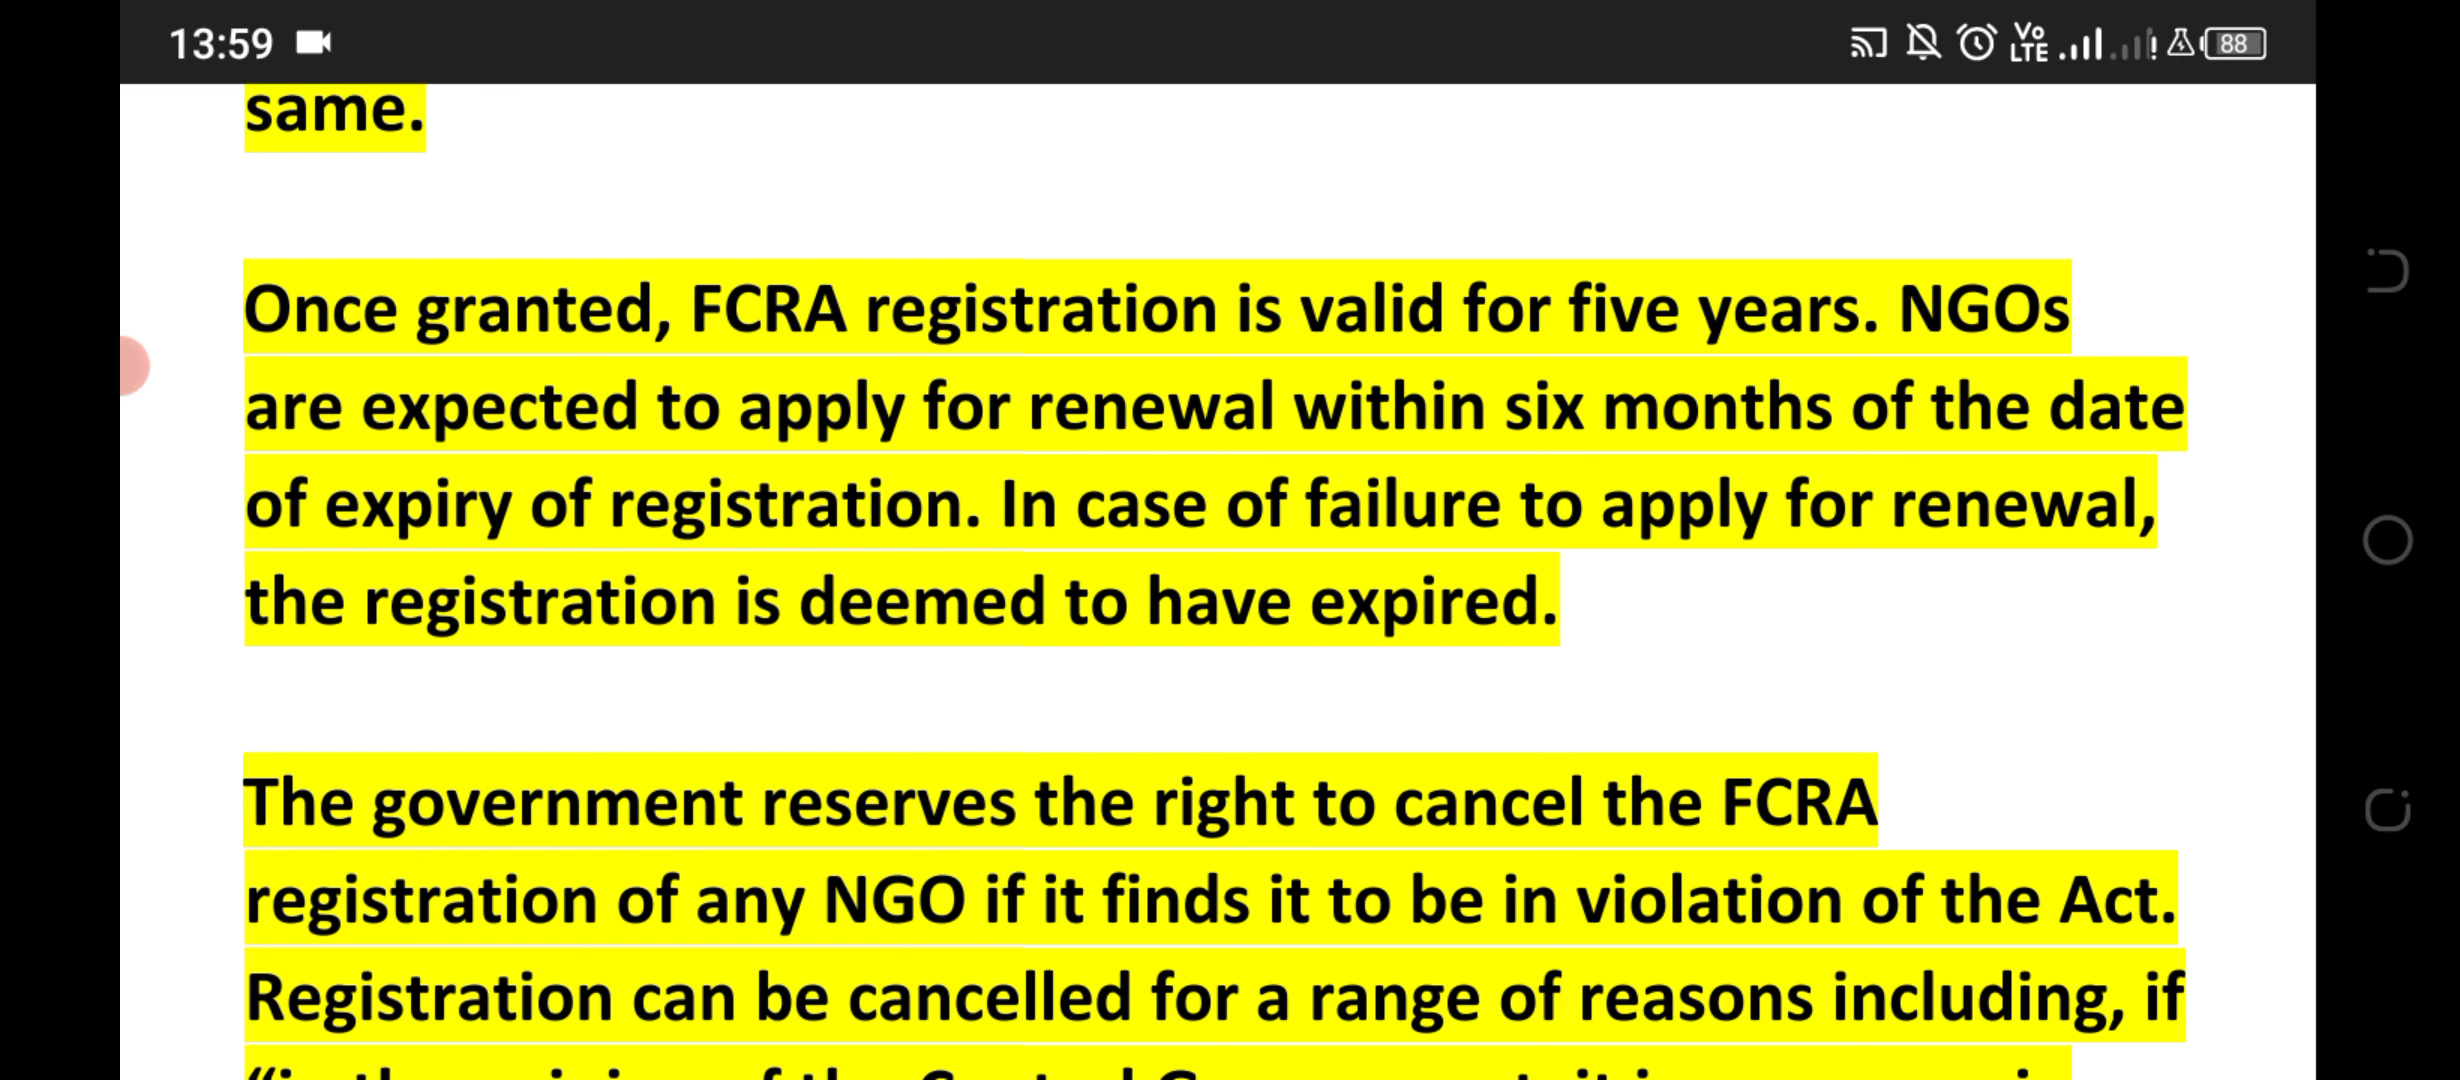 13:59
Vo
LTE
88
same.
Once granted, FCRA registration is valid for five years. NGOs
are expected to apply for renewal within six months of the date
of expiry of registration. In case of failure to apply for renewal,
the registration is deemed to have expired.
The government reserves the right to cancel the FCRA
registration of any NGO if it finds it to be in violation of the Act.
Registration can be cancelled for a range of reasons including, if